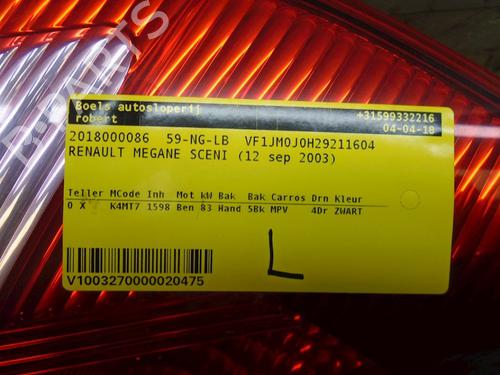 Boels autosloperij +31599332216
robert 04-04-18
2018000086 59-NG-LB VF1JM0J0H29211604
RENAULT MEGANE SCENI (12 sep 2003)
Teller MCode Inh Mot kW Bak Bak Carros Drn Kleur
0 X K4MT7 1598 Ben 83 Hand 5Bk MPV 4Dr ZWART
V1003270000020475
L